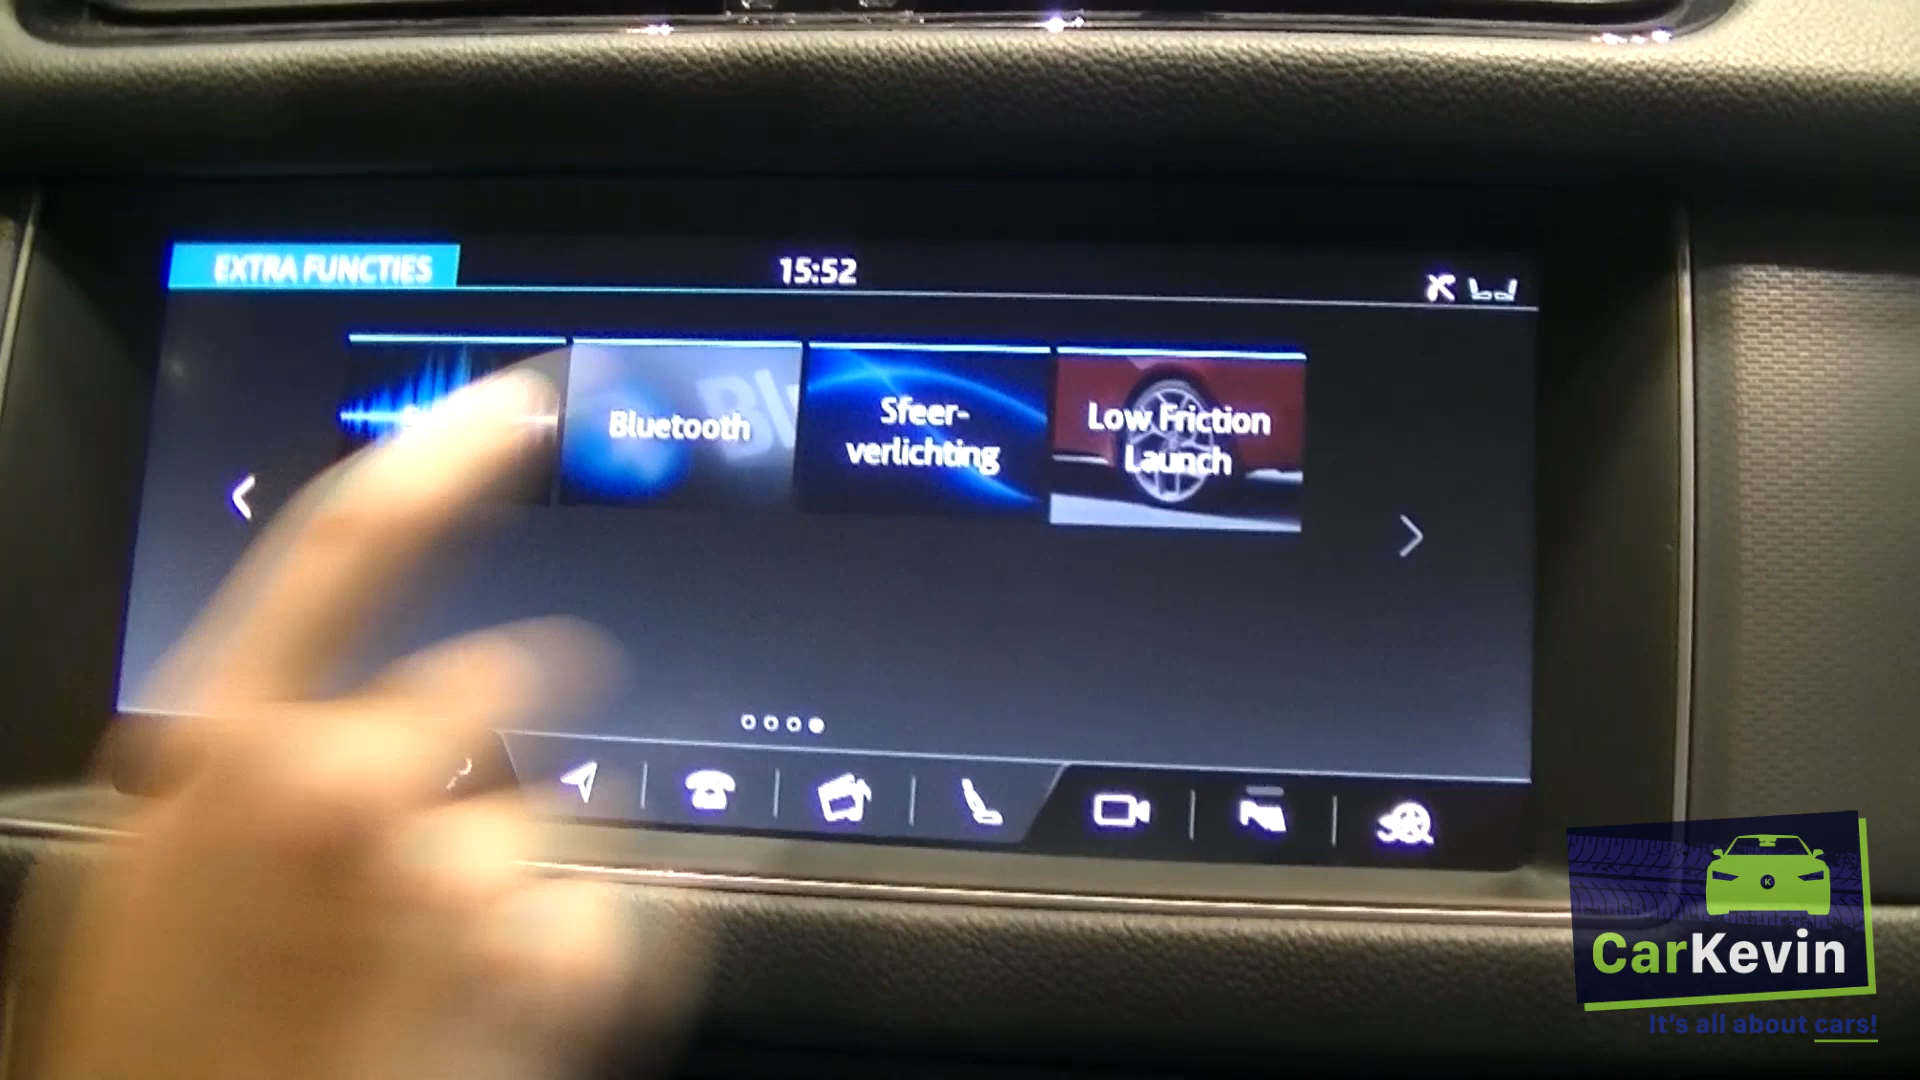 EXTRA FUNCTIES
15:52
Bluetooth
Sfeer-
verlichting
Low Friction
Launch
CarKevin
It's all about cars!